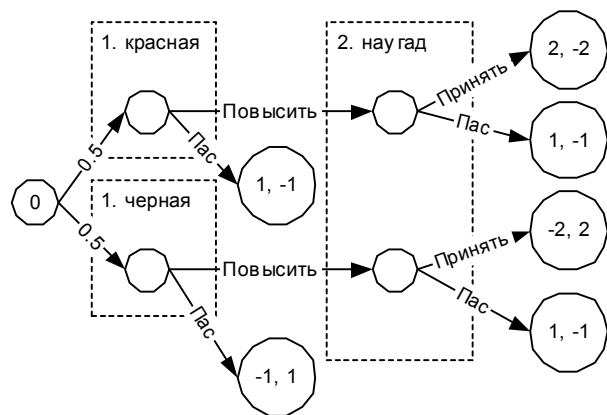 1. красная
2. наугад
2, -2
Принять
Повысить
Пас
1, -1
0.5
Пас
1, -1
0
1. черная
0.5
-2, 2
Принять
Повысить
Пас
1, -1
Пас
-1, 1